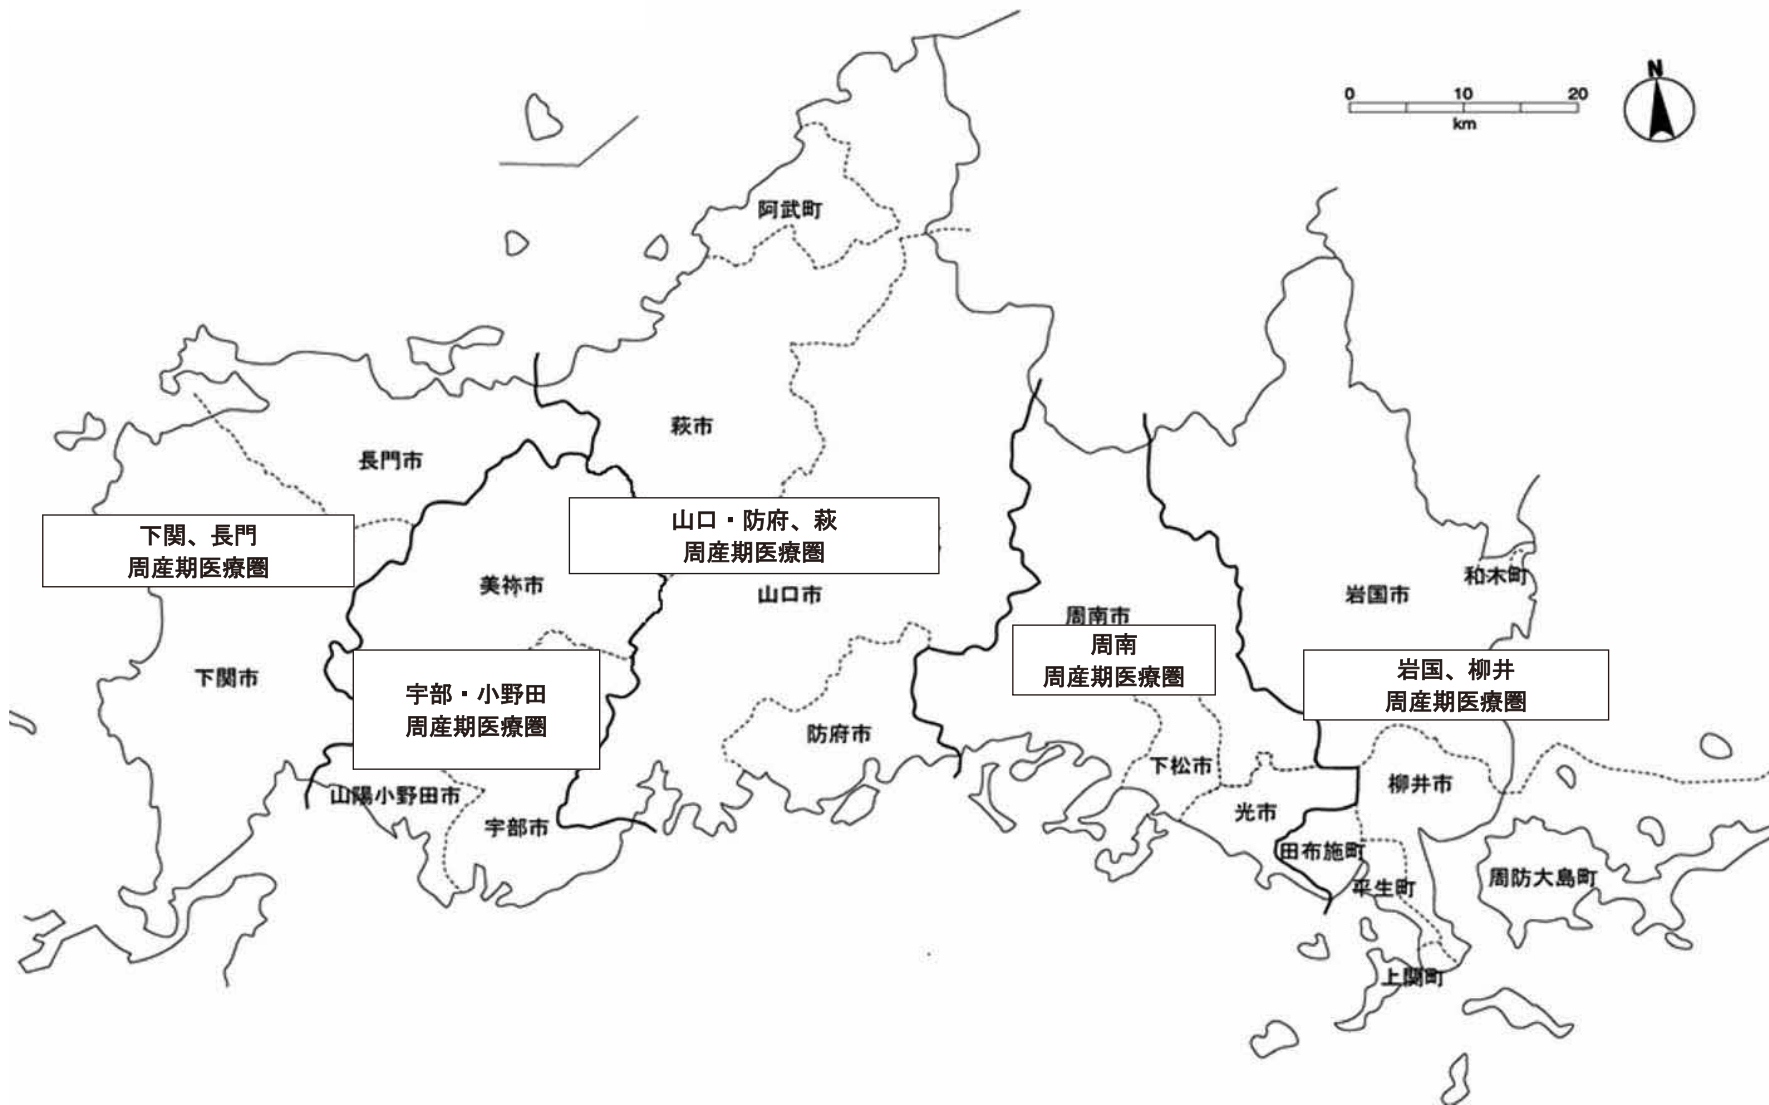 N
0 10 20
km
阿武町
萩市
長門市
山口・防府、萩
周産期医療圏
下関、長門
周産期医療圏
美祢市
山口市
岩国市
和木町
周南市
周南
周産期医療圏
岩国、柳井
周産期医療圏
下関市
宇部・小野田
周産期医療圏
防府市
下松市
柳井市
山陽小野田市
宇部市
光市
田布施町
平生町
周防大島町
上関町